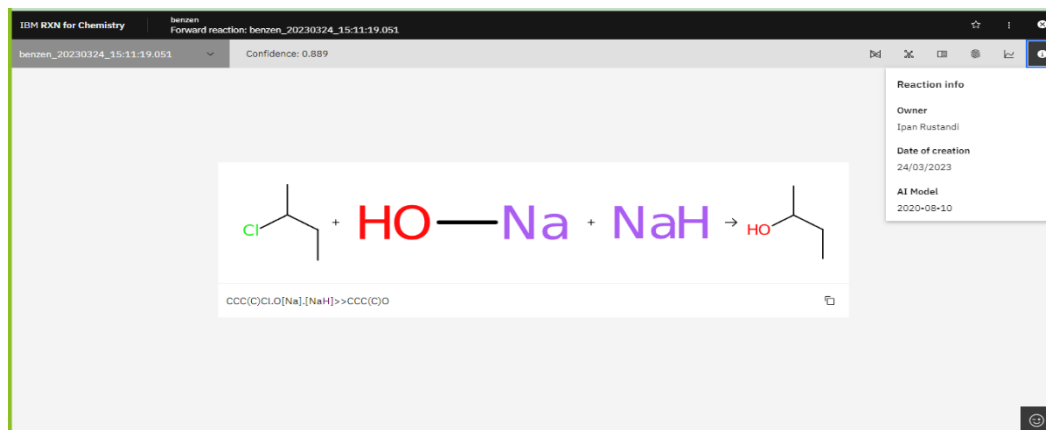 IBM RXN for Chemistry
benzen
Forward reaction: benzen_20230324_15:11:19.051
benzen_20230324_15:11:19.051
Confidence: 0.889
Reaction info
Owner
Ipan Rustandi
Date of creation
24/03/2023
AI Model
2020-08-10
Cl + HO Na + NaH → HO
CCC(C)Cl.O[Na].[NaH]>>CCC(C)O